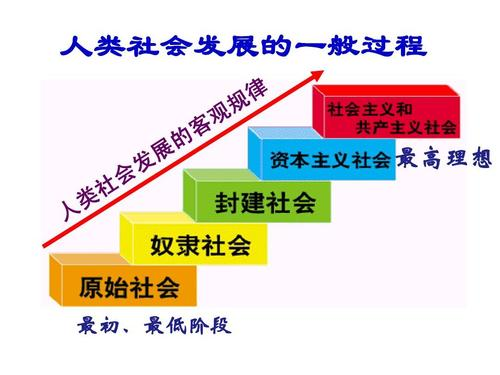 人类社会发展的一般过程
人类社会发展的客观规律
社会主义和
共产主义社会
资本主义社会
最高理想
封建社会
奴隶社会
原始社会
最初、最低阶段